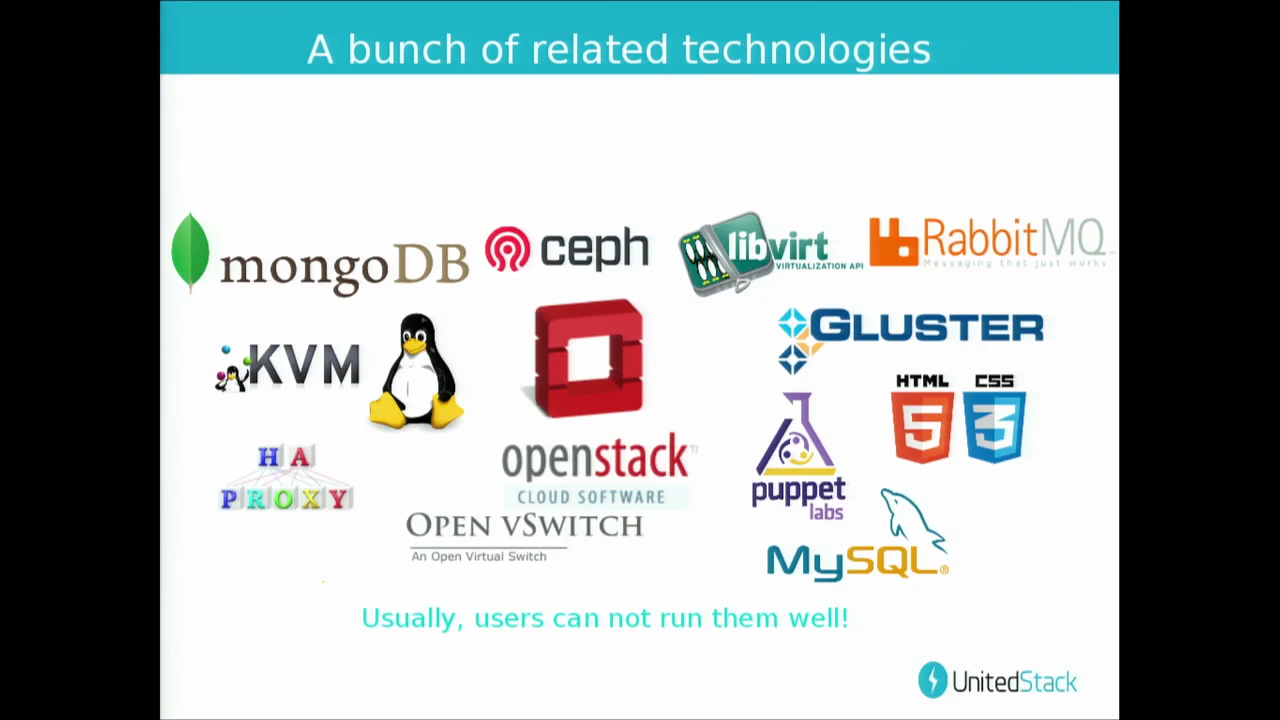 A bunch of related technologies
mongoDB
ceph
libvirt
VIRTUALIZATION API
RabbitMQ
Messaging that just works
KVM
GLUSTER
HTML CSS
5 3
HA
PROXY
openstack
CLOUD SOFTWARE
puppet
labs
OPEN VSWITCH
An Open Virtual Switch
MySQL®
Usually, users can not run them well!
UnitedStack